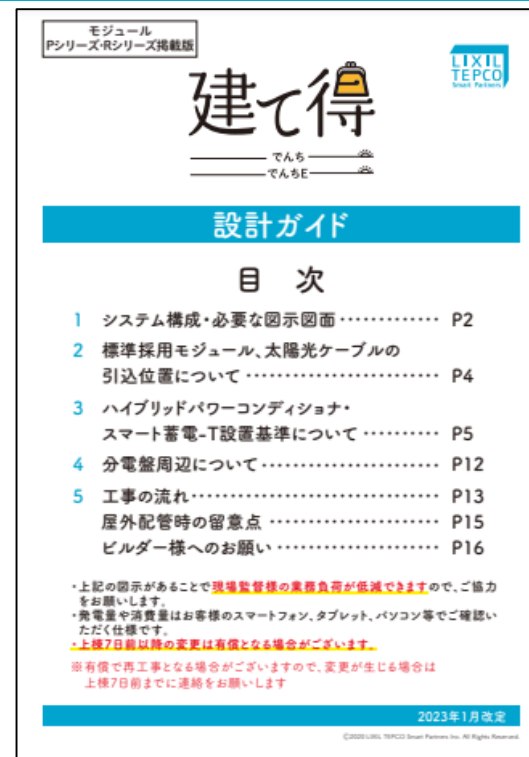 モジュール
Pシリーズ・Rシリーズ掲載版
LIXIL
TEPCO
Smart Partners
建て得
でんち
でんちE
設計ガイド
目 次
1 システム構成・必要な図示図面 ············· P2
2 標準採用モジュール、太陽光ケーブルの
引込位置について ························ P4
3 ハイブリッドパワーコンディショナ・
スマート蓄電-T設置基準について ·········· P5
4 分電盤周辺について ······················ P12
5 工事の流れ ······························· P13
屋外配管時の留意点 ····················· P15
ビルダー様へのお願い ···················· P16
・上記の図示があることで現場監督様の業務負荷が低減できますので、ご協力
をお願いします。
・発電量や消費量はお客様のスマートフォン、タブレット、パソコン等でご確認い
ただく仕様です。
・上棟7日前以降の変更は有償となる場合がございます。
※有償で再工事となる場合がございますので、変更が生じる場合は
上棟7日前までに連絡をお願いします
2023年1月改定
©2020 LIXIL TEPCO Smart Partners Inc. All Rights Reserved.